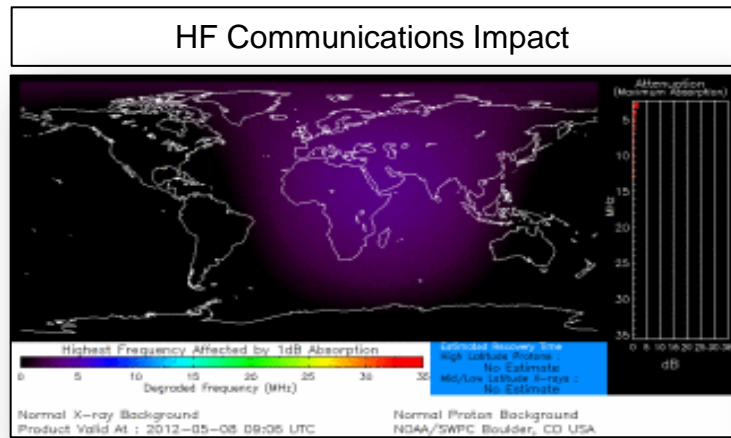 HF Communications Impact
Attenuation
(Maximum Absorption)
5
10
15
20
25
30
35
MHz
0 5 10 15 20 25 30 35
dB
Highest Frequency Affected by 1dB Absorption
0 5 10 15 20 25 30 35
Degraded Frequency (MHz)
Estimated Recovery Time
High Latitude Protons :
No Estimate
Mid/Low Latitude X-rays :
No Estimate
Normal X-ray Background
Normal Proton Background
Product Valid At : 2012-05-08 09:06 UTC
NOAA/SWPC Boulder, CO USA